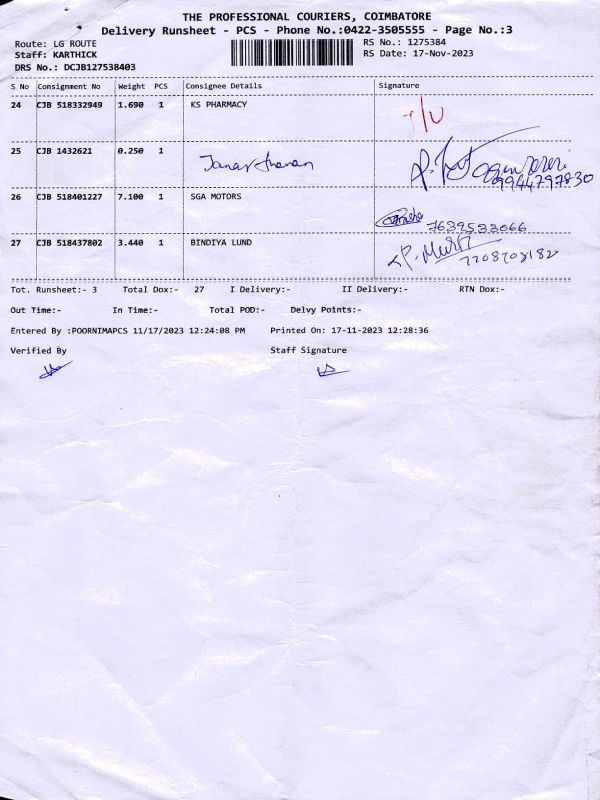 THE PROFESSIONAL COURIERS, COIMBATORE
Delivery Runsheet - PCS - Phone No.:0422-3505555 - Page No.:3
Route: LG ROUTE RS No.: 1275384
Staff: KARTHICK RS Date: 17-Nov-2023
DRS No.: DCJB127538403
S No Consignment No Weight PCS Consignee Details Signature
24 CJB 518332949 1.690 1 KS PHARMACY
25 CJB 1432621 0.250 1 Janarthanan
9944797830
26 CJB 518401227 7.100 1 SGA MOTORS
7639533066
27 CJB 518437802 3.440 1 BINDIYA LUND
7208708182
Tot. Runsheet:- 3 Total Dox:- 27 I Delivery:- II Delivery:- RTN Dox:-
Out Time:- In Time:- Total POD:- Delvy Points:-
Entered By :POORNIMAPCS 11/17/2023 12:24:08 PM Printed On: 17-11-2023 12:28:36
Verified By Staff Signature